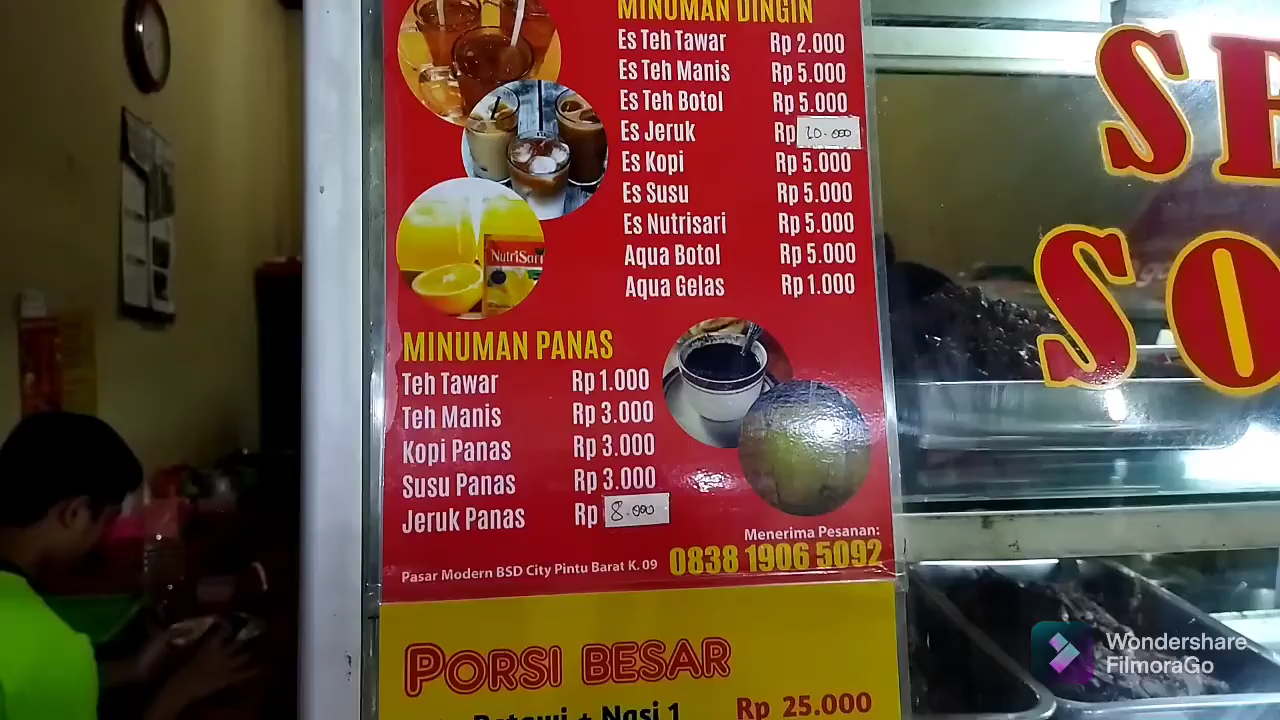 MINUMAN DINGIN
Es Teh Tawar Rp 2.000
Es Teh Manis Rp 5.000
Es Teh Botol Rp 5.000
Es Jeruk Rp 10.000
Es Kopi Rp 5.000
Es Susu Rp 5.000
Es Nutrisari Rp 5.000
Aqua Botol Rp 5.000
Aqua Gelas Rp 1.000
NutriSari
MINUMAN PANAS
Teh Tawar Rp 1.000
Teh Manis Rp 3.000
Kopi Panas Rp 3.000
Susu Panas Rp 3.000
Jeruk Panas Rp 8.000
Menerima Pesanan:
Pasar Modern BSD City Pintu Barat K. 09 0838 1906 5092
PORSI BESAR
Betawi + Nasi 1 Rp 25.000
SE
SO
Wondershare
FilmoraGo